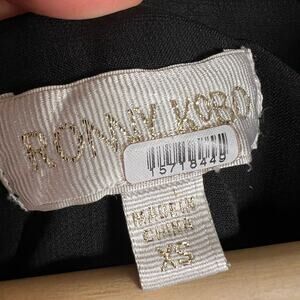 RONNY KOBO
15718449
MADE IN
CHINA
XS